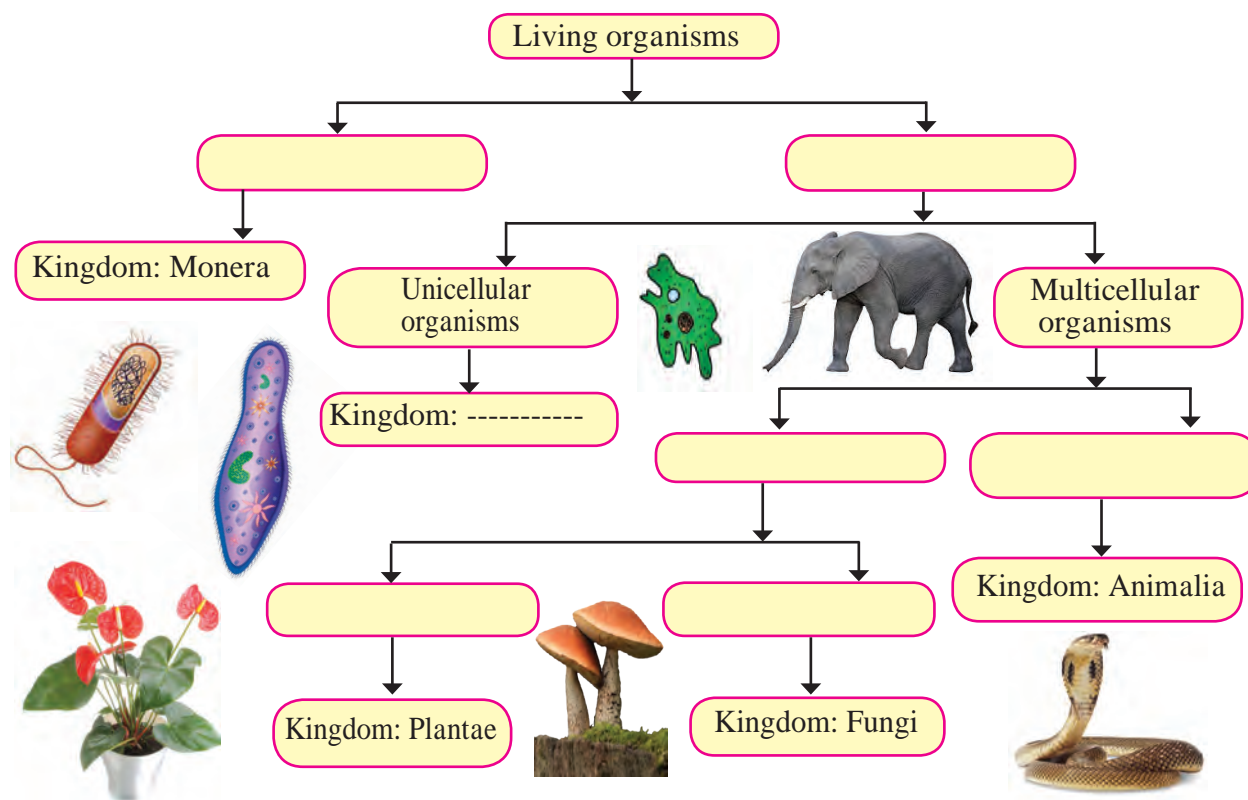 Living organisms
Kingdom: Monera
Unicellular
organisms
Multicellular
organisms
Kingdom: -----------
Kingdom: Animalia
Kingdom: Plantae
Kingdom: Fungi